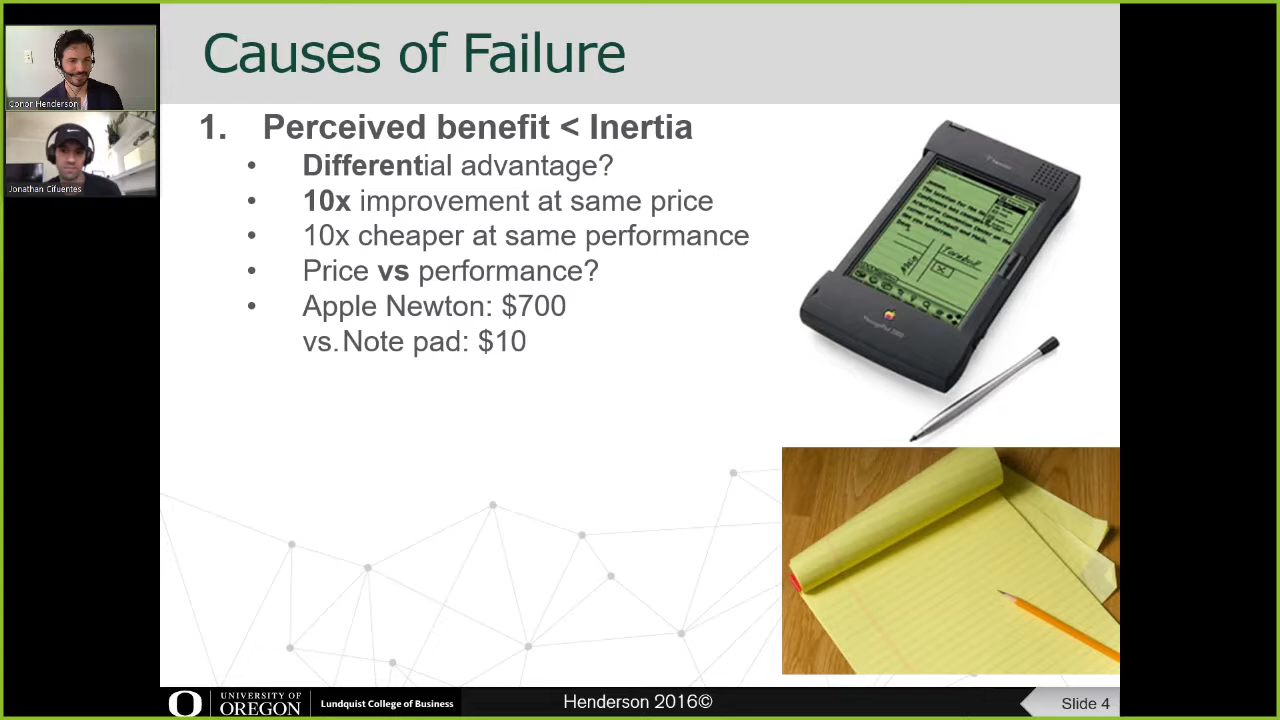 Causes of Failure
Conor Henderson
Jonathan Cifuentes
1. Perceived benefit < Inertia
• Differential advantage?
• 10x improvement at same price
• 10x cheaper at same performance
• Price vs performance?
• Apple Newton: $700
vs. Note pad: $10
UNIVERSITY OF
OREGON
Lundquist College of Business
Henderson 2016©
Slide 4